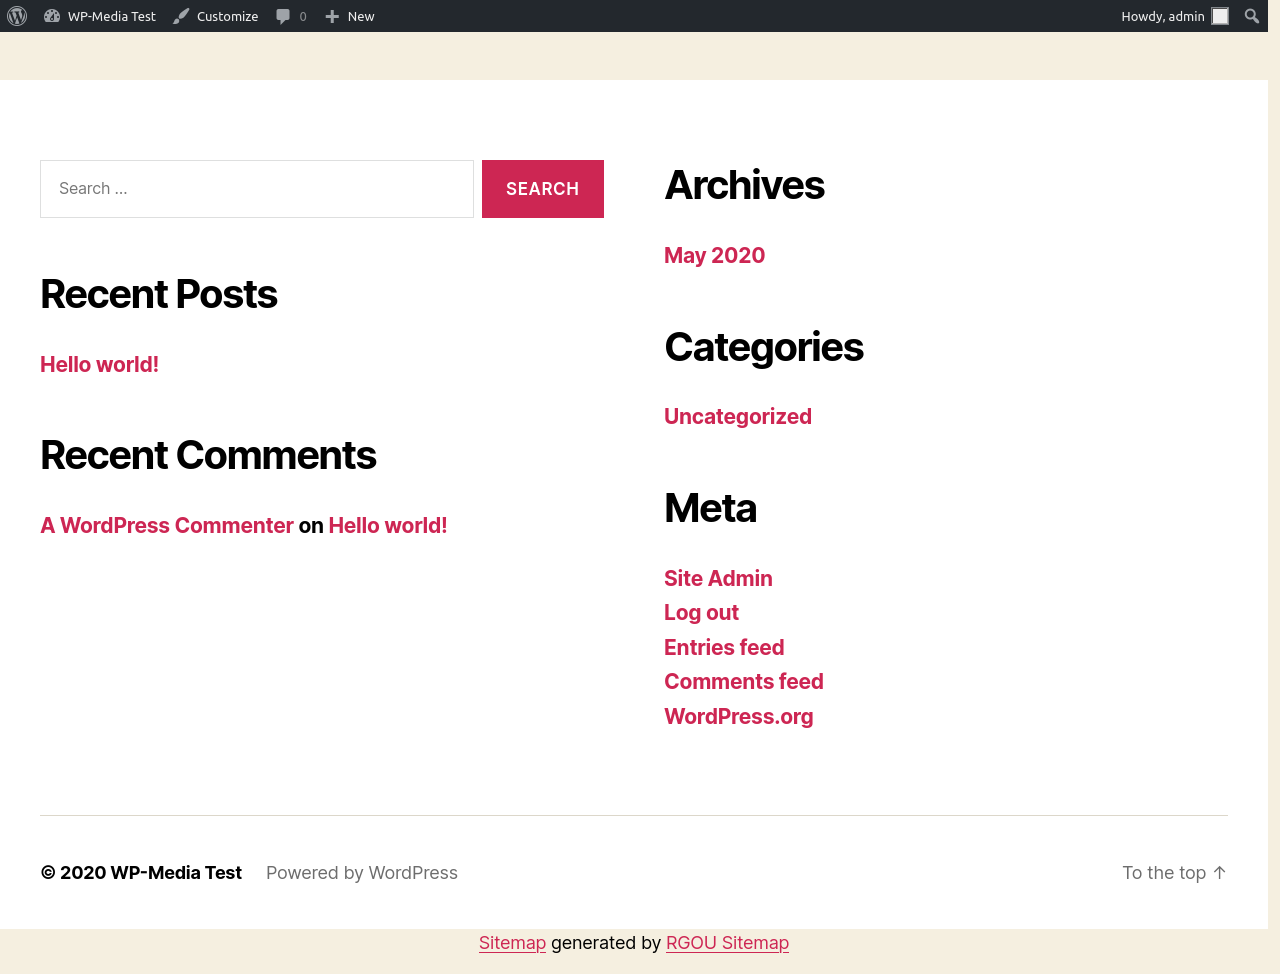 WP-Media Test Customize 0 New Howdy, admin
Search …
SEARCH
Recent Posts
Hello world!
Recent Comments
A WordPress Commenter on Hello world!
Archives
May 2020
Categories
Uncategorized
Meta
Site Admin
Log out
Entries feed
Comments feed
WordPress.org
© 2020 WP-Media Test Powered by WordPress To the top ↑
Sitemap generated by RGOU Sitemap